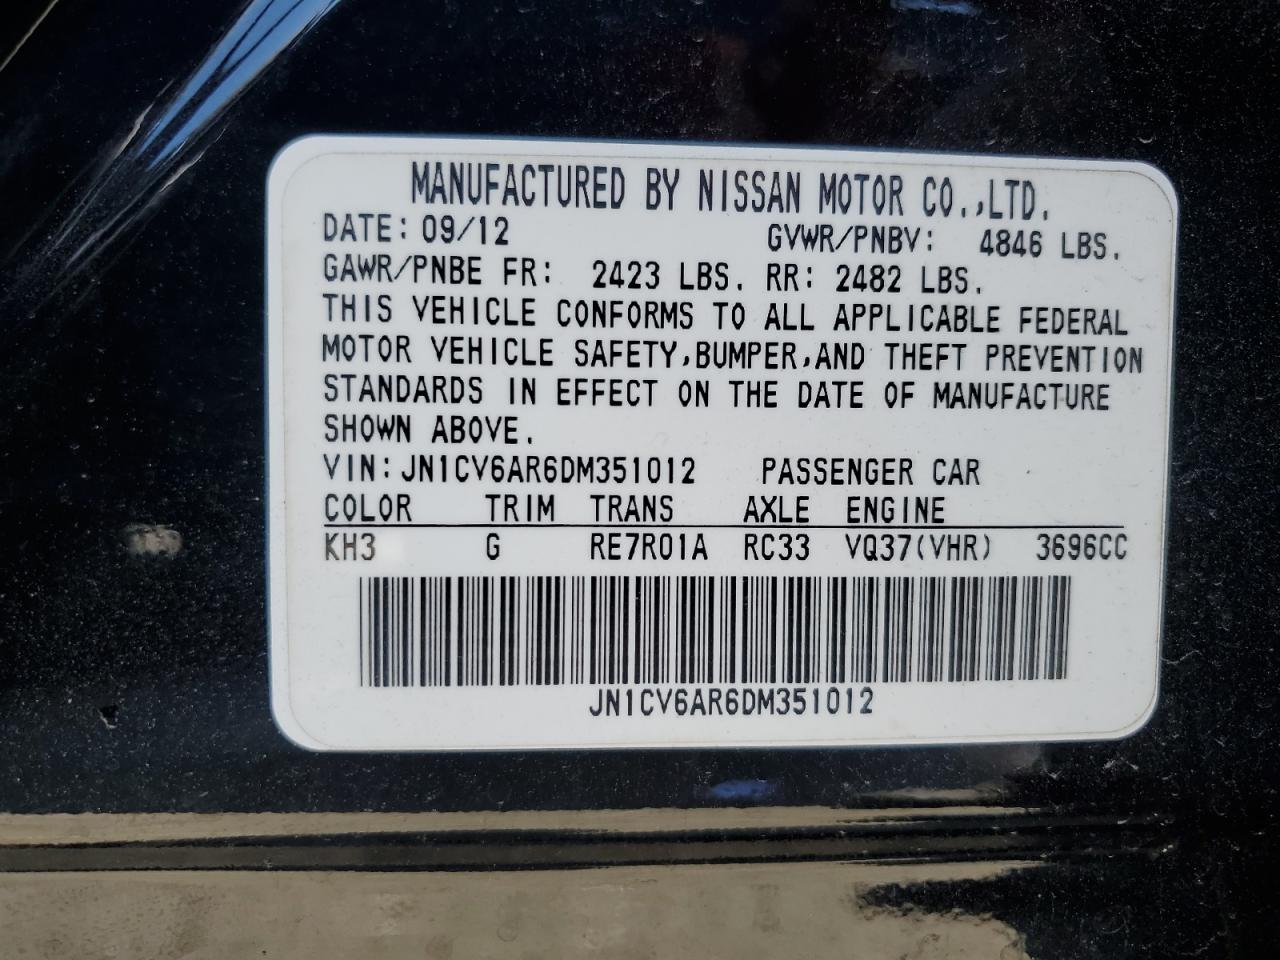 MANUFACTURED BY NISSAN MOTOR CO.,LTD.
DATE: 09/12 GVWR/PNBV: 4846 LBS.
GAWR/PNBE FR: 2423 LBS. RR: 2482 LBS.
THIS VEHICLE CONFORMS TO ALL APPLICABLE FEDERAL
MOTOR VEHICLE SAFETY,BUMPER,AND THEFT PREVENTION
STANDARDS IN EFFECT ON THE DATE OF MANUFACTURE
SHOWN ABOVE.
VIN:JN1CV6AR6DM351012 PASSENGER CAR
COLOR TRIM TRANS AXLE ENGINE
KH3 G RE7R01A RC33 VQ37(VHR) 3696CC
JN1CV6AR6DM351012